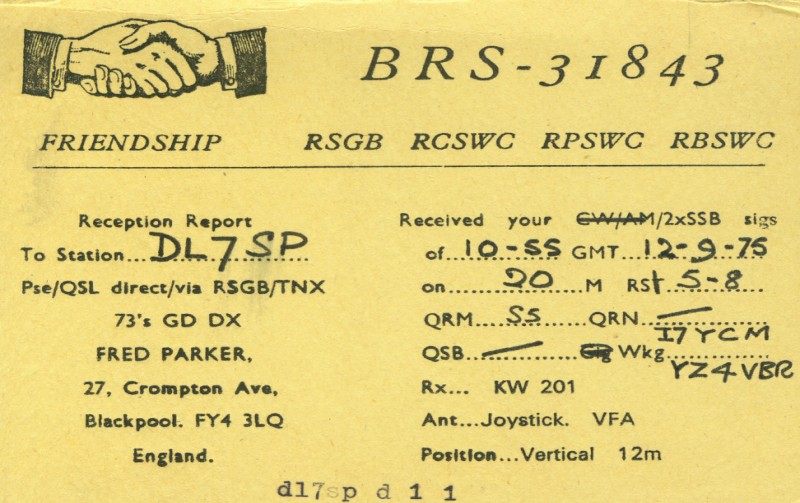 BRS-31843
FRIENDSHIP RSGB RCSWC RPSWC RBSWC
Reception Report
To Station...DL7SP
Pse/QSL direct/via RSGB/TNX
73's GD DX
FRED PARKER,
27, Crompton Ave,
Blackpool. FY4 3LQ
England.
Received your CW/AM/2xSSB sigs
of...10-55 GMT...12-9-75
on...20...M RSt 5-8
QRM....S5......QRN....
I7YCM
QSB... Sig Wkg
YZ4VBR
Rx... KW 201
Ant...Joystick. VFA
Position...Vertical 12m
dl7sp d 1 1